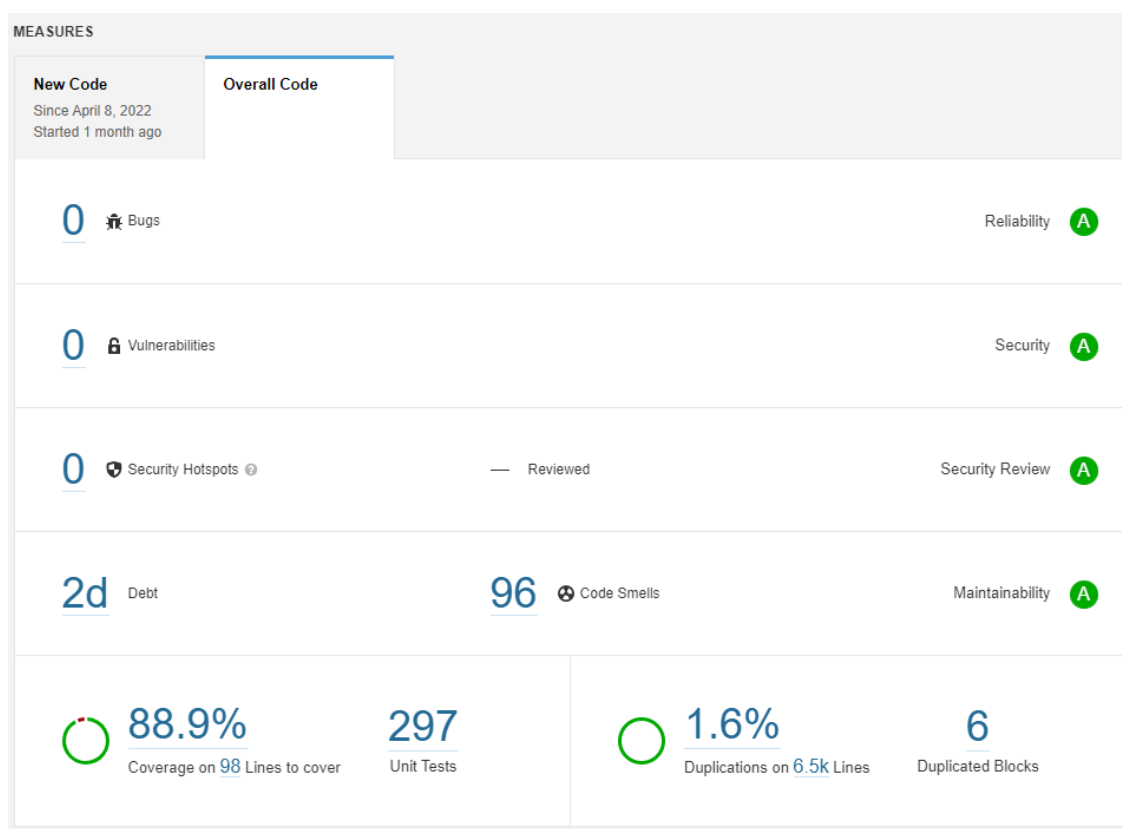 MEASURES
New Code
Since April 8, 2022
Started 1 month ago
Overall Code
0 Bugs
Reliability A
0 Vulnerabilities
Security A
0 Security Hotspots ?
— Reviewed
Security Review A
2d Debt
96 Code Smells
Maintainability A
88.9%
Coverage on 98 Lines to cover
297
Unit Tests
1.6%
Duplications on 6.5k Lines
6
Duplicated Blocks